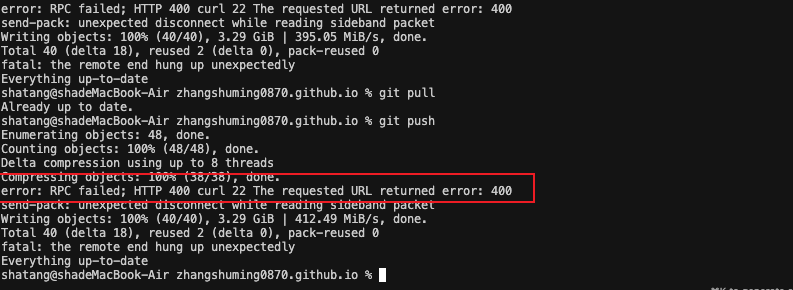 error: RPC failed; HTTP 400 curl 22 The requested URL returned error: 400
send-pack: unexpected disconnect while reading sideband packet
Writing objects: 100% (40/40), 3.29 GiB | 395.05 MiB/s, done.
Total 40 (delta 18), reused 2 (delta 0), pack-reused 0
fatal: the remote end hung up unexpectedly
Everything up-to-date
shatang@shadeMacBook-Air zhangshuming0870.github.io % git pull
Already up to date.
shatang@shadeMacBook-Air zhangshuming0870.github.io % git push
Enumerating objects: 48, done.
Counting objects: 100% (48/48), done.
Delta compression using up to 8 threads
Compressing objects: 100% (38/38), done.
error: RPC failed; HTTP 400 curl 22 The requested URL returned error: 400
send-pack: unexpected disconnect while reading sideband packet
Writing objects: 100% (40/40), 3.29 GiB | 412.49 MiB/s, done.
Total 40 (delta 18), reused 2 (delta 0), pack-reused 0
fatal: the remote end hung up unexpectedly
Everything up-to-date
shatang@shadeMacBook-Air zhangshuming0870.github.io %